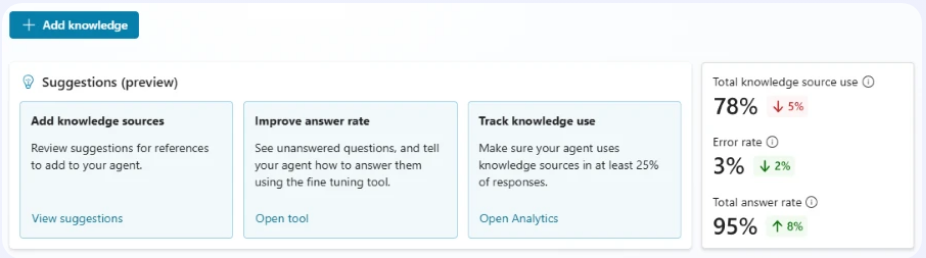 + Add knowledge
Suggestions (preview)
Add knowledge sources
Review suggestions for references
to add to your agent.
View suggestions
Improve answer rate
See unanswered questions, and tell
your agent how to answer them
using the fine tuning tool.
Open tool
Track knowledge use
Make sure your agent uses
knowledge sources in at least 25%
of responses.
Open Analytics
Total knowledge source use
78% ↓ 5%
Error rate
3% ↓ 2%
Total answer rate
95% ↑ 8%